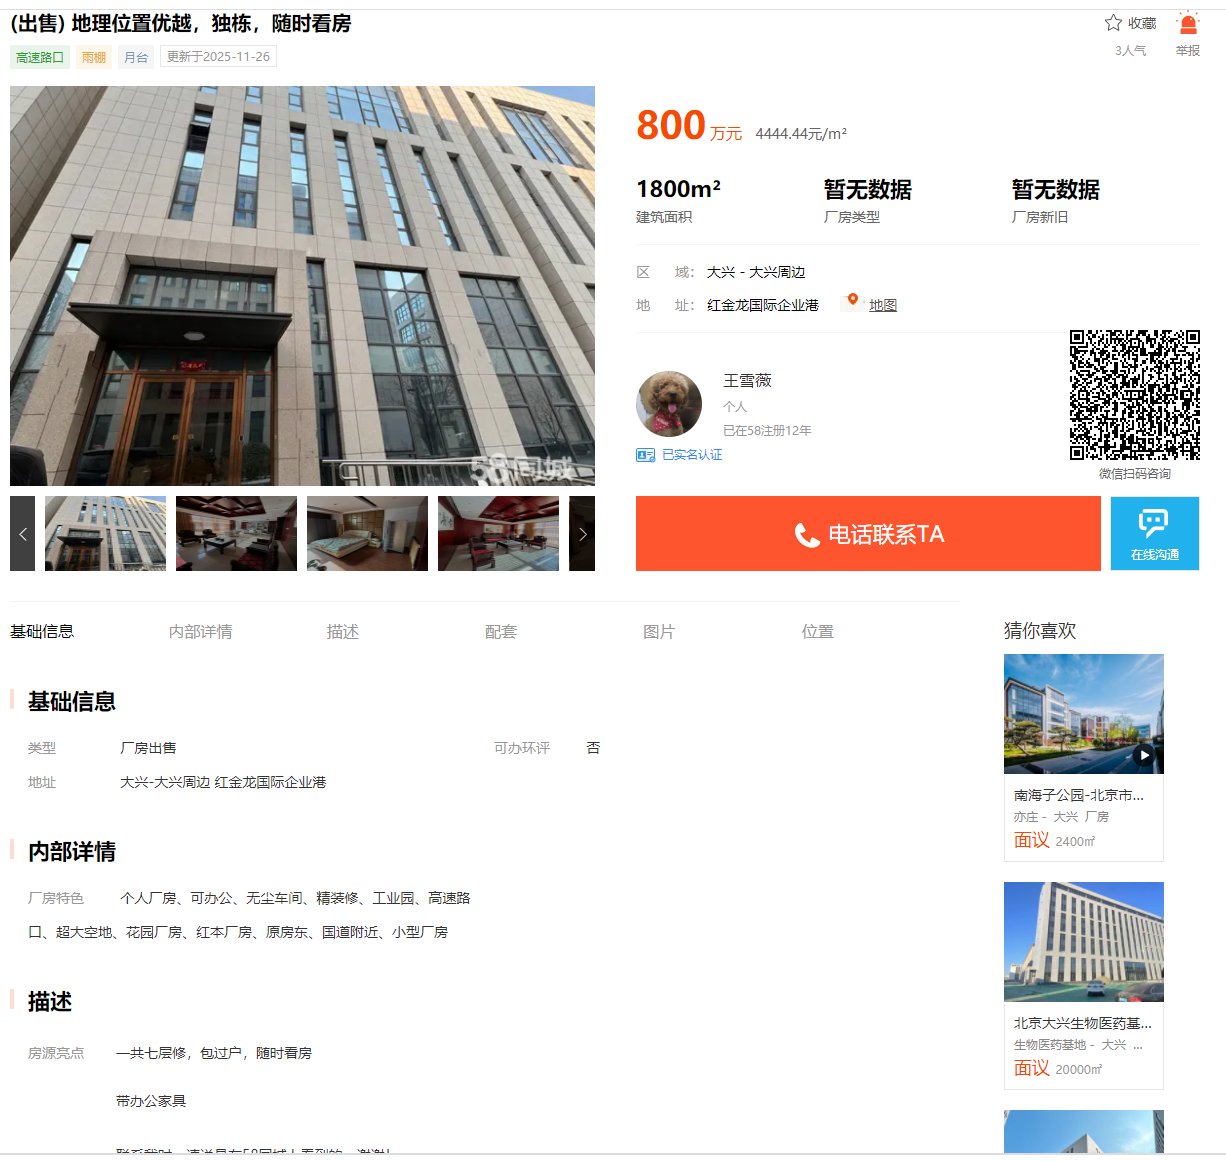 (出售) 地理位置优越，独栋，随时看房
收藏
3人气
举报
高速路口
雨棚
月台
更新于2025-11-26
800万元 4444.44元/m²
1800m²
建筑面积
暂无数据
厂房类型
暂无数据
厂房新旧
区 域： 大兴 - 大兴周边
地 址： 红金龙国际企业港 地图
王雪薇
个人
已在58注册12年
已实名认证
微信扫码咨询
58同城
电话联系TA
在线沟通
基础信息
内部详情
描述
配套
图片
位置
基础信息
类型 厂房出售
可办环评 否
地址 大兴-大兴周边 红金龙国际企业港
内部详情
厂房特色 个人厂房、可办公、无尘车间、精装修、工业园、高速路
口、超大空地、花园厂房、红本厂房、原房东、国道附近、小型厂房
描述
房源亮点 一共七层修，包过户，随时看房
带办公家具
猜你喜欢
南海子公园-北京市...
亦庄 - 大兴 厂房
面议 2400㎡
北京大兴生物医药基...
生物医药基地 - 大兴 ...
面议 20000㎡